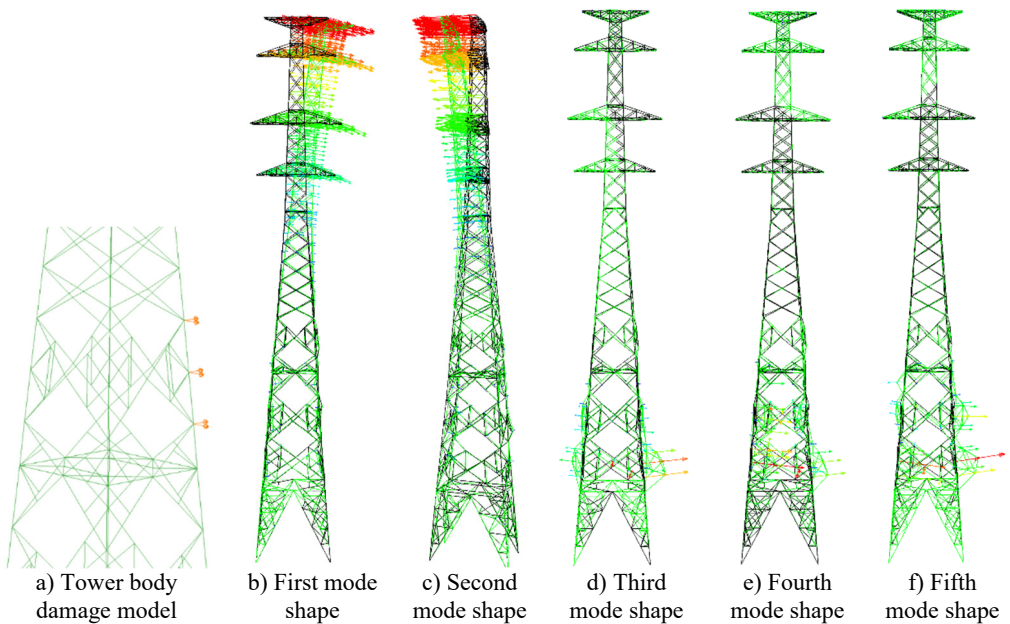 a) Tower body
damage model
b) First mode
shape
c) Second
mode shape
d) Third
mode shape
e) Fourth
mode shape
f) Fifth
mode shape